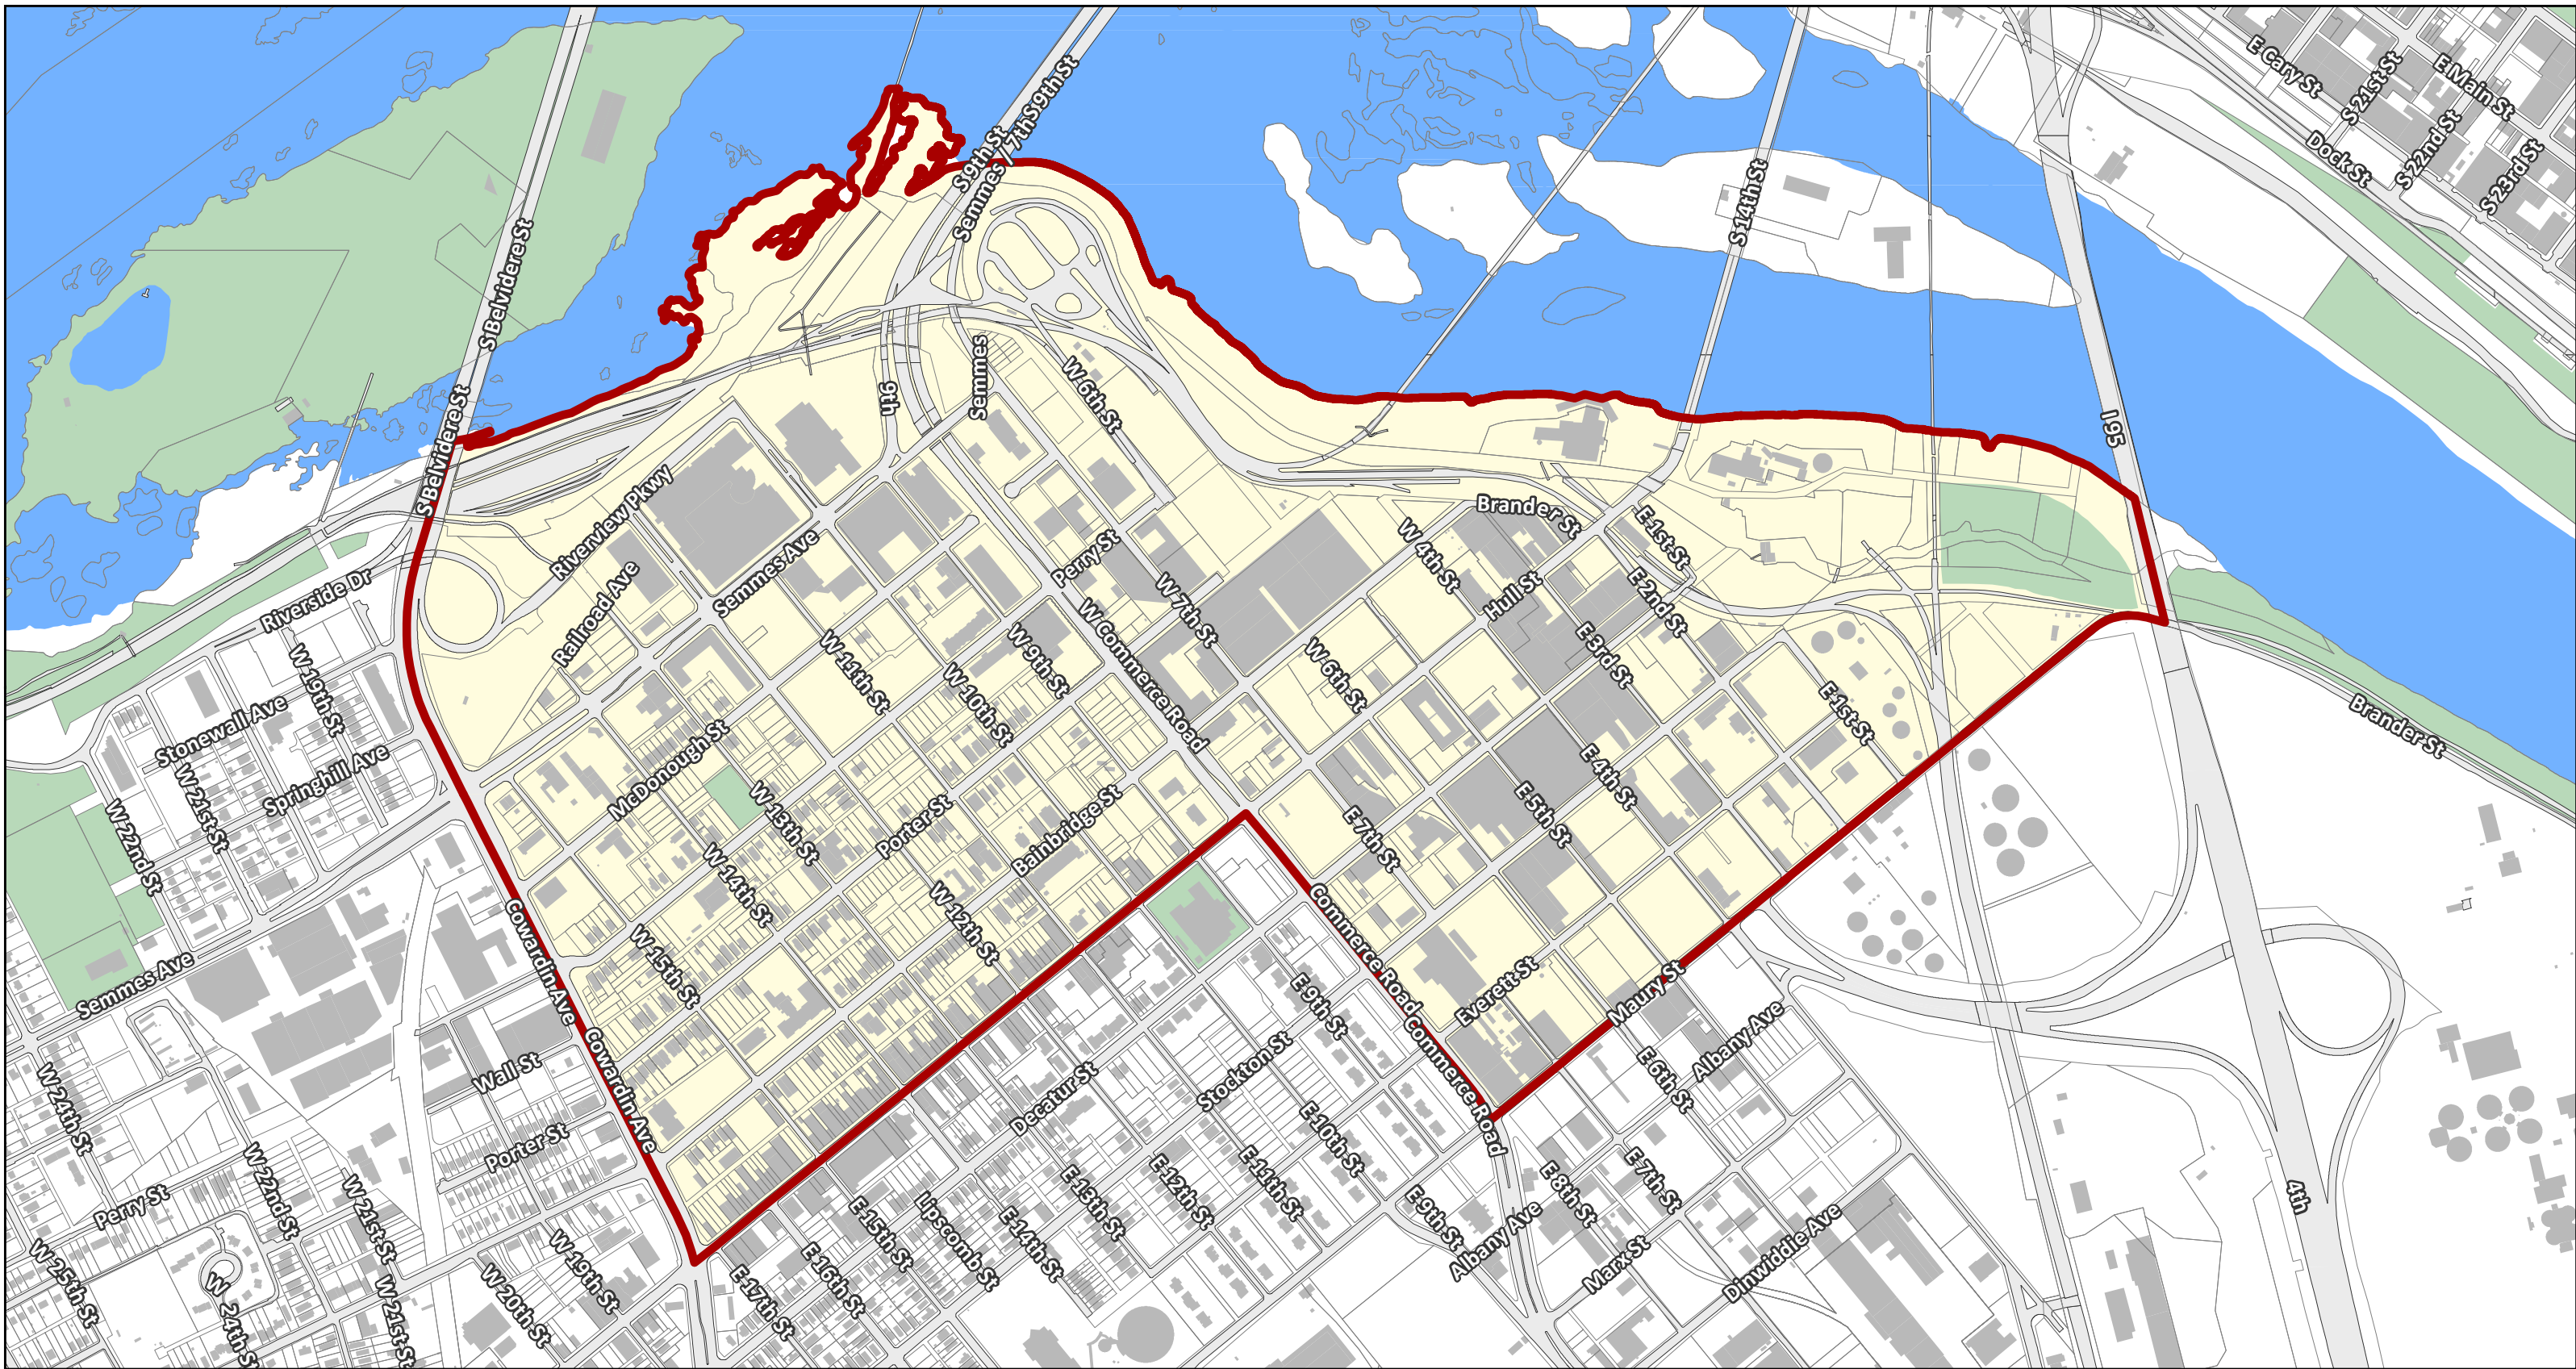 E Cary St
S 21st St
E Main St
S 22nd St
Dock St
S 23rd St
S 9th St
S 9th St
Semmes / 7th
S 14th St
S Belvidere St
S Belvidere St
S Belvidere St
9th
Semmes
W 6th St
I 95
Riverview Pkwy
Brander St
E 1st St
W 4th St
Perry St
Semmes Ave
Hull St
E 2nd St
W 7th St
Riverside Dr
Railroad Ave
W Commerce Road
E 3rd St
W 9th St
W 11th St
W 6th St
W 10th St
W 19th St
Stonewall Ave
E 1st St
Brander St
McDonough St
Springhill Ave
W 21st St
W 13th St
Porter St
Bainbridge St
E 4th St
E 5th St
E 7th St
W 22nd St
W 14th St
W 12th St
Cowardin Ave
W 15th St
Commerce Road
Semmes Ave
Everett St
Maury St
E 9th St
Albany Ave
Commerce Road
Cowardin Ave
Wall St
Stockton St
Decatur St
E 6th St
W 24th St
Porter St
E 10th St
E 11th St
E 12th St
E 13th St
E 7th St
E 8th St
4th
Perry St
W 22nd St
W 21st St
E 15th St
Lipscomb St
E 14th St
E 9th St
Albany Ave
Marx St
Dinwiddie Ave
W 25th St
W 24th St
W 21st St
W 20th St
W 19th St
E 17th St
E 16th St